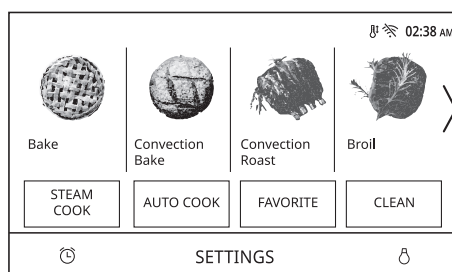 02:38 AM
Bake
Convection
Bake
Convection
Roast
Broil
STEAM
COOK
AUTO COOK
FAVORITE
CLEAN
SETTINGS